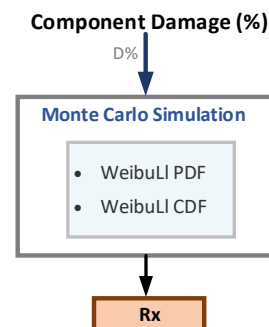 Component Damage (%)
D%
Monte Carlo Simulation
• WeibuLl PDF
• WeibuLl CDF
Rx